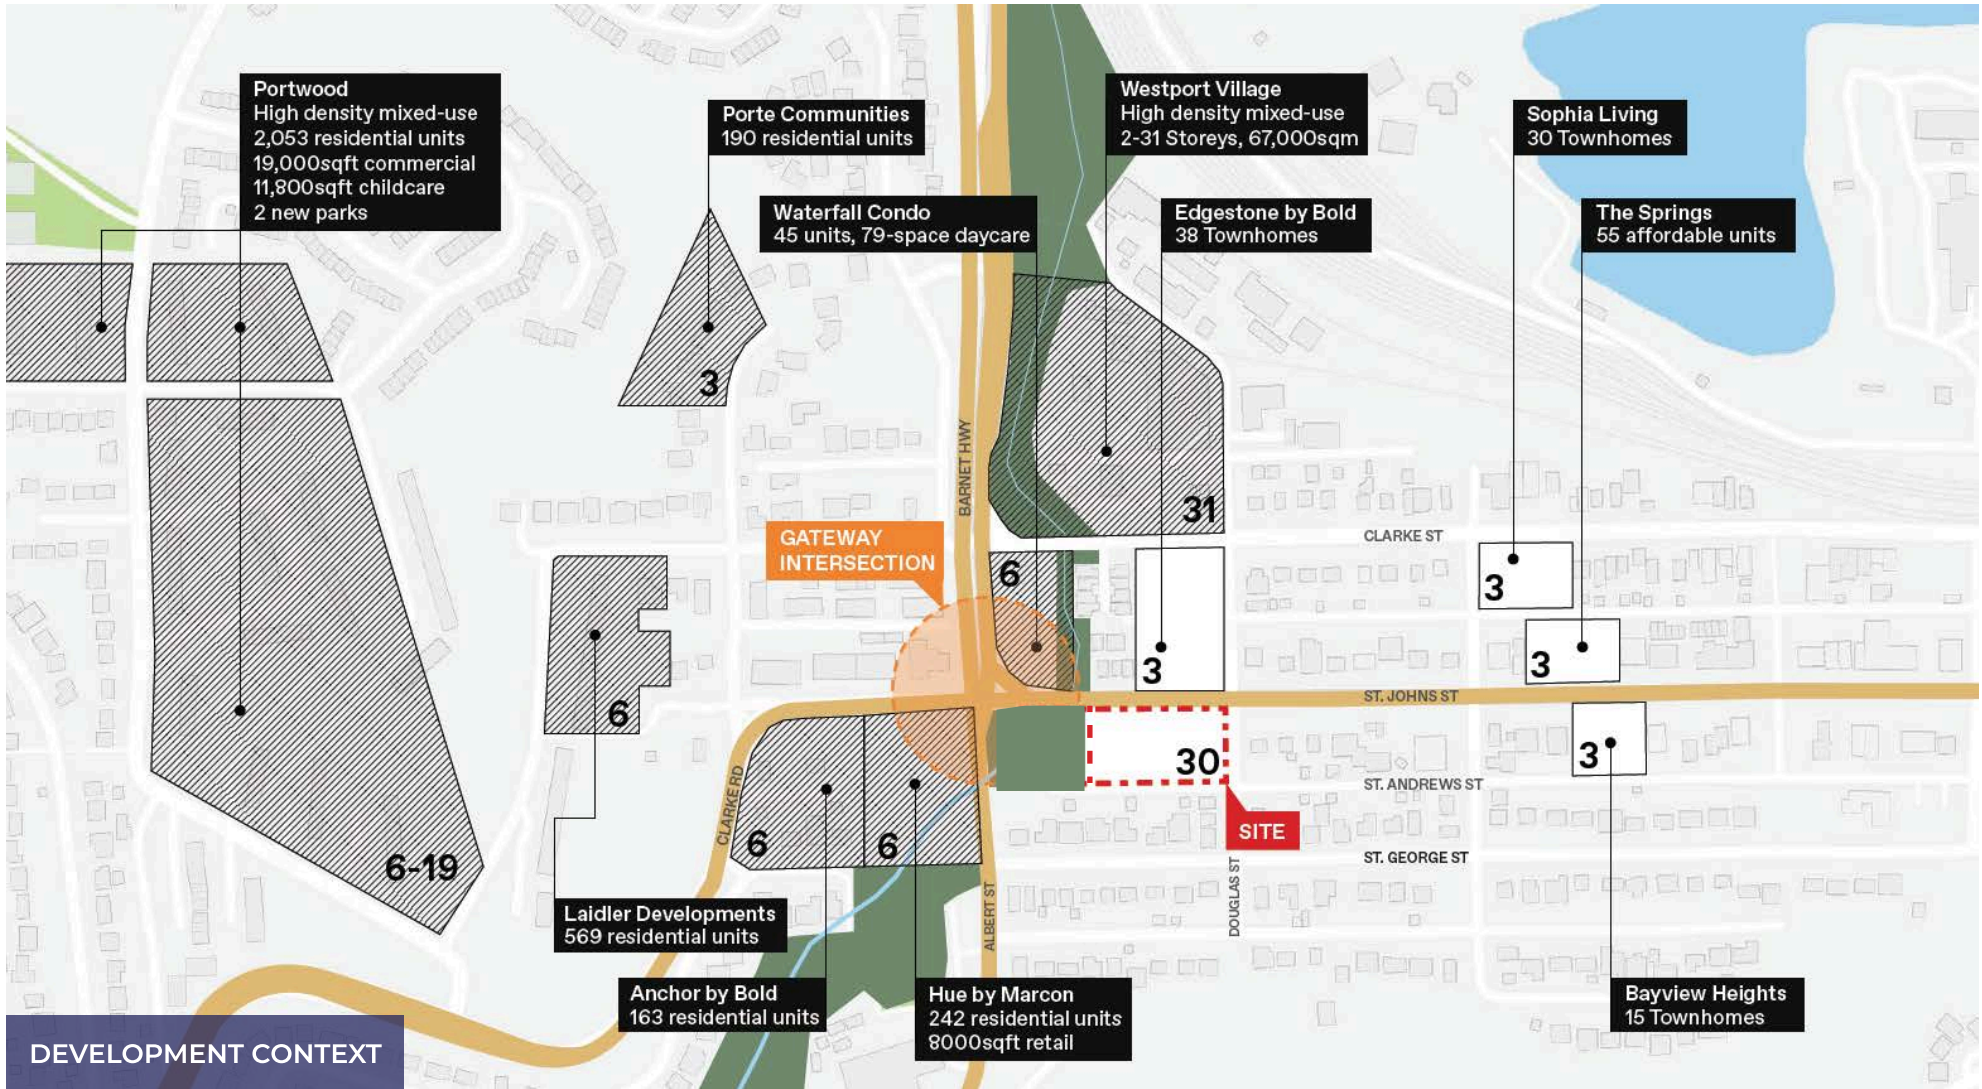 Portwood
High density mixed-use
2,053 residential units
19,000sqft commercial
11,800sqft childcare
2 new parks
Porte Communities
190 residential units
Westport Village
High density mixed-use
2-31 Storeys, 67,000sqm
Sophia Living
30 Townhomes
Waterfall Condo
45 units, 79-space daycare
Edgestone by Bold
38 Townhomes
The Springs
55 affordable units
3
BARNET HWY
31
GATEWAY
INTERSECTION
CLARKE ST
6
3
3
3
6
ST. JOHNS ST
30
3
ST. ANDREWS ST
CLARKE RD
6
6
SITE
6-19
ST. GEORGE ST
ALBERT ST
DOUGLAS ST
Laidler Developments
569 residential units
Anchor by Bold
163 residential units
Hue by Marcon
242 residential units
8000sqft retail
Bayview Heights
15 Townhomes
DEVELOPMENT CONTEXT